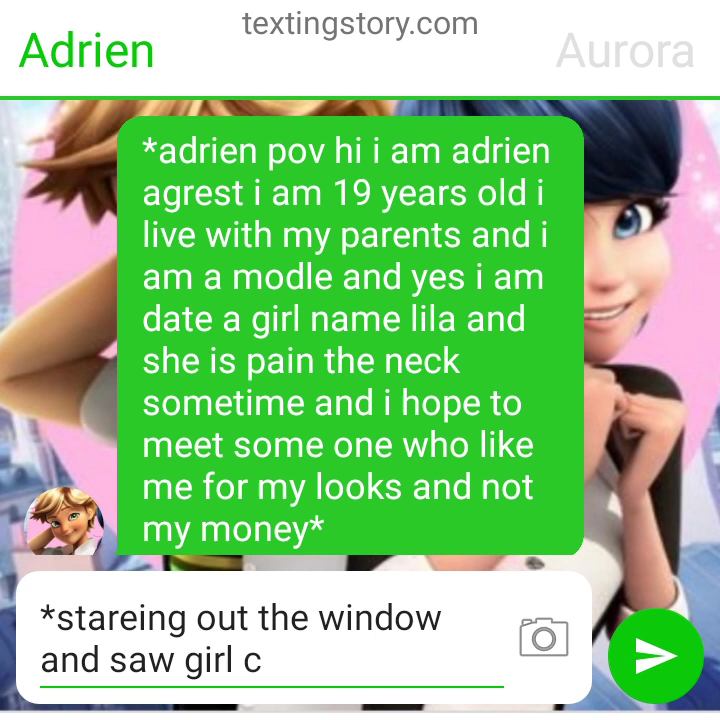 textingstory.com
Adrien
Aurora
*adrien pov hi i am adrien
agrest i am 19 years old i
live with my parents and i
am a modle and yes i am
date a girl name lila and
she is pain the neck
sometime and i hope to
meet some one who like
me for my looks and not
my money*
*stareing out the window
and saw girl c